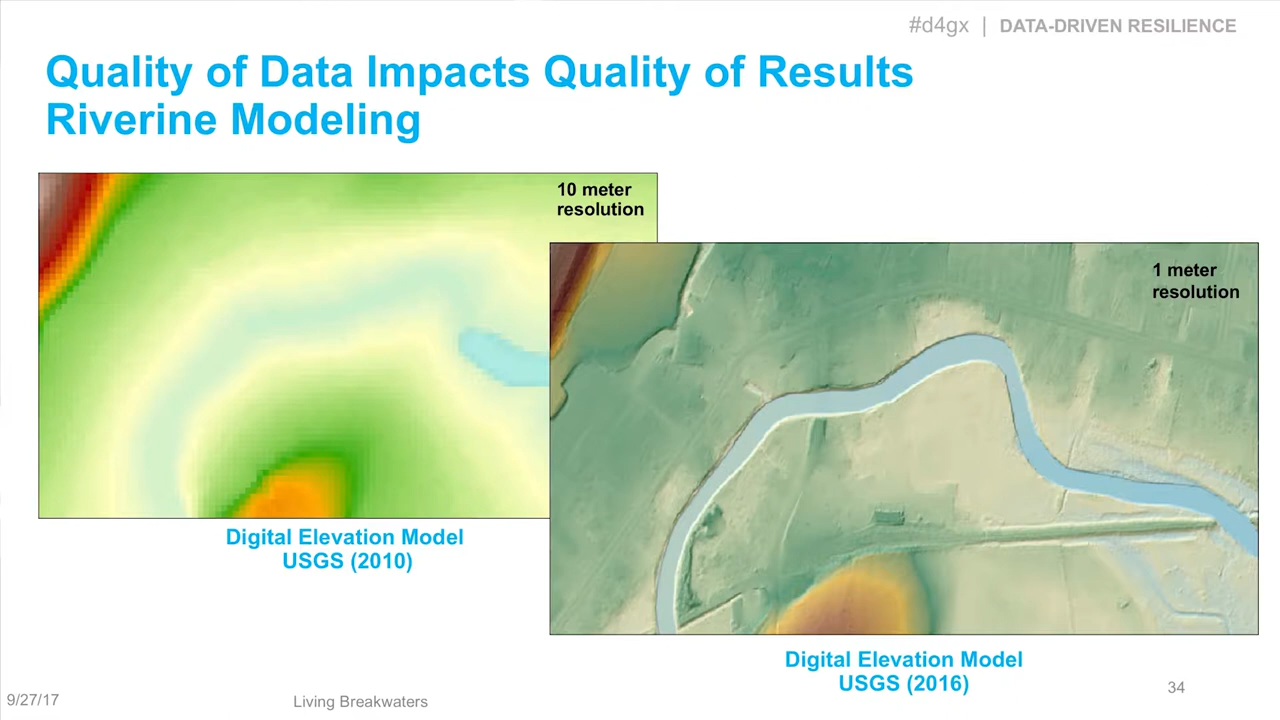 #d4gx | DATA-DRIVEN RESILIENCE
Quality of Data Impacts Quality of Results
Riverine Modeling
10 meter
resolution
1 meter
resolution
Digital Elevation Model
USGS (2010)
Digital Elevation Model
USGS (2016)
9/27/17
Living Breakwaters
34